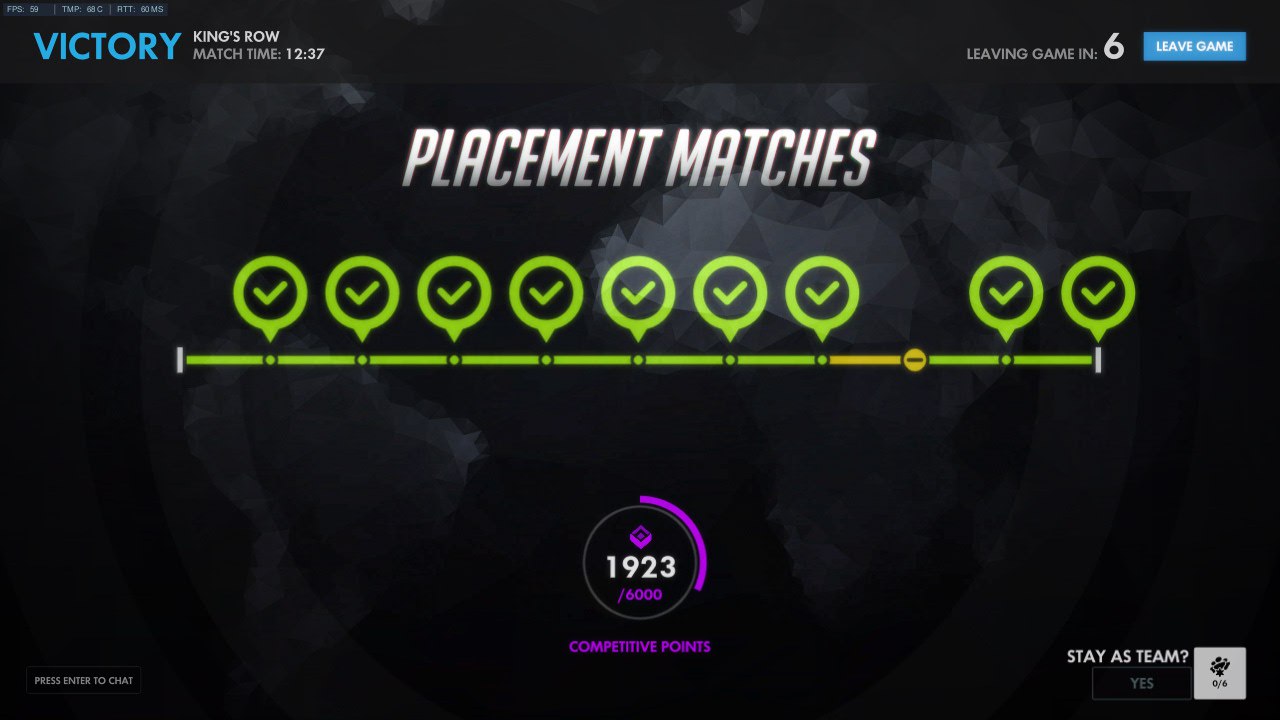 FPS: 59 | TMP: 68 C | RTT: 60 MS
VICTORY
KING'S ROW
MATCH TIME: 12:37
LEAVING GAME IN: 6
LEAVE GAME
PLACEMENT MATCHES
1923
/6000
COMPETITIVE POINTS
STAY AS TEAM?
YES
0/6
PRESS ENTER TO CHAT